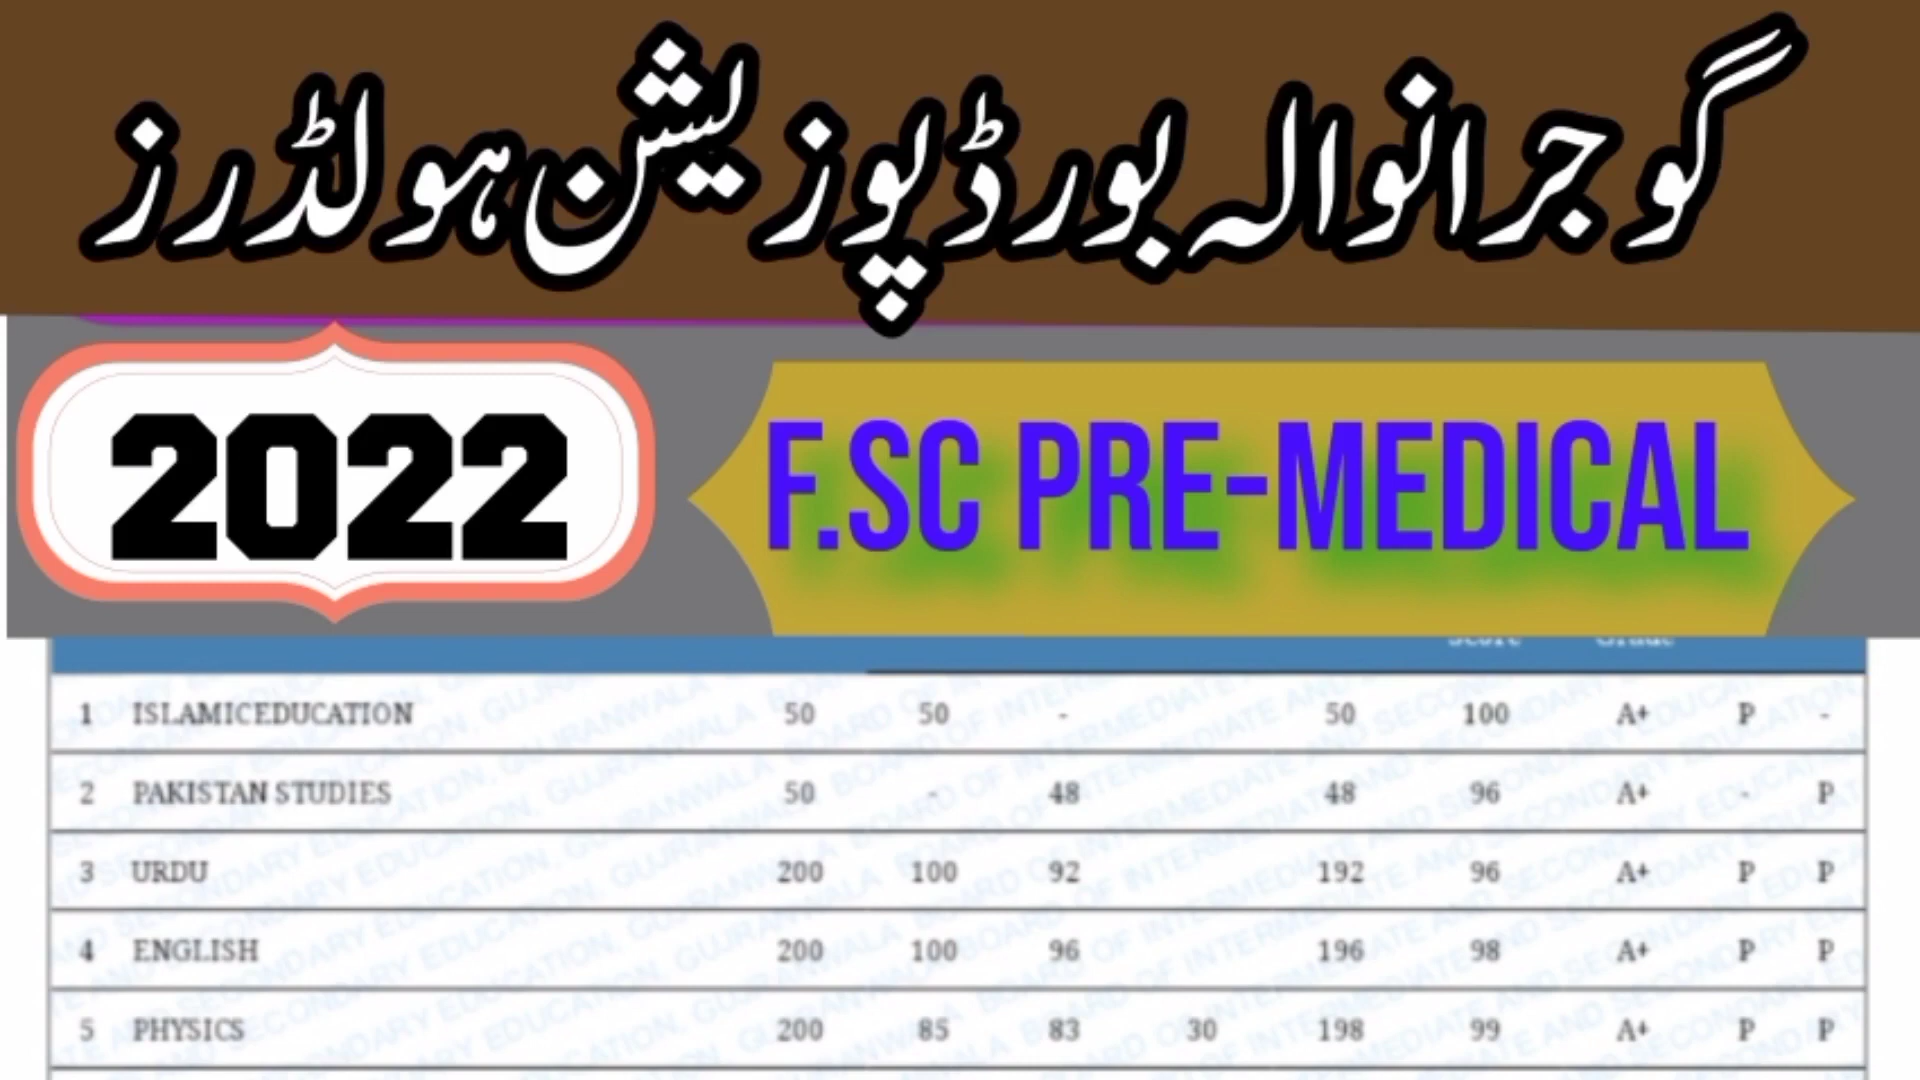 گوجرانوالہ بورڈ پوزیشن ہولڈرز
2022
F.SC PRE-MEDICAL
Score Grade
1 ISLAMICEDUCATION 50 50 - 50 100 A+ P -
2 PAKISTAN STUDIES 50 - 48 48 96 A+ - P
3 URDU 200 100 92 192 96 A+ P P
4 ENGLISH 200 100 96 196 98 A+ P P
5 PHYSICS 200 85 83 30 198 99 A+ P P